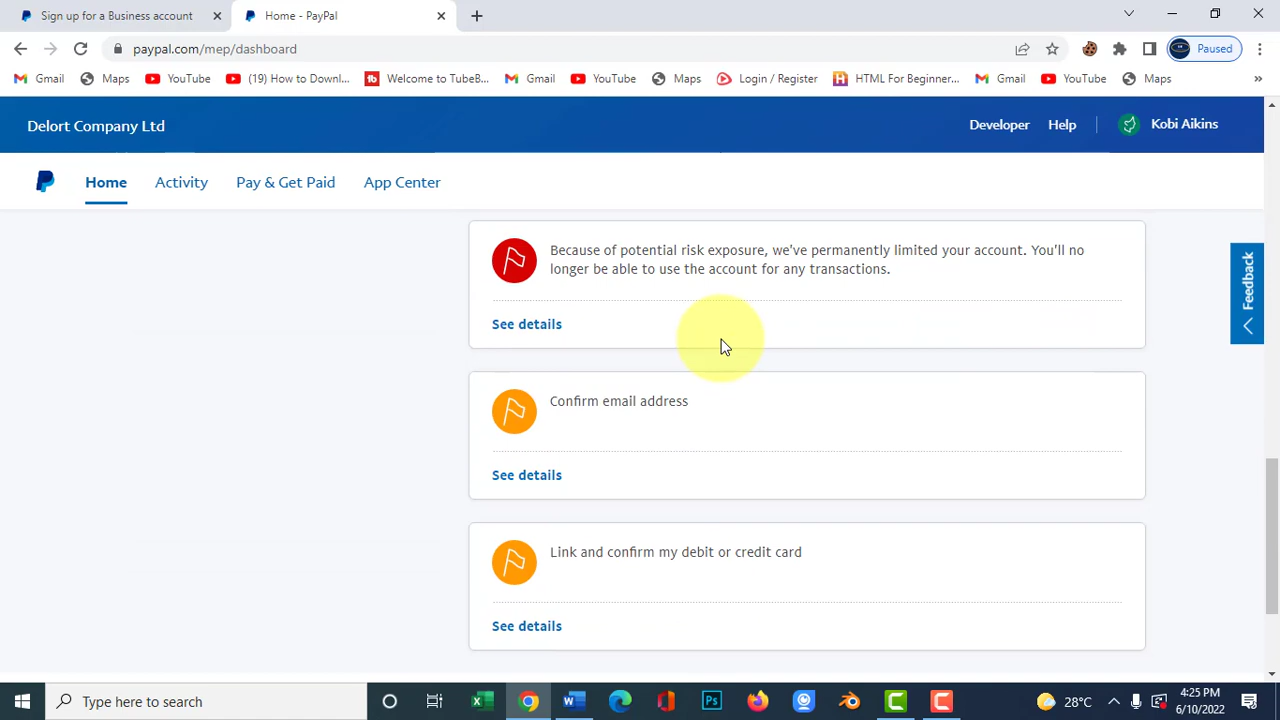 Sign up for a Business account
Home - PayPal
paypal.com/mep/dashboard
Paused
Gmail
Maps
YouTube
(19) How to Downl...
Welcome to TubeB...
Gmail
YouTube
Maps
Login / Register
HTML For Beginner...
Gmail
YouTube
Maps
Delort Company Ltd
Developer
Help
Kobi Aikins
Home
Activity
Pay & Get Paid
App Center
Because of potential risk exposure, we've permanently limited your account. You'll no
longer be able to use the account for any transactions.
See details
Feedback
Confirm email address
See details
Link and confirm my debit or credit card
See details
Type here to search
28°C
4:25 PM
6/10/2022